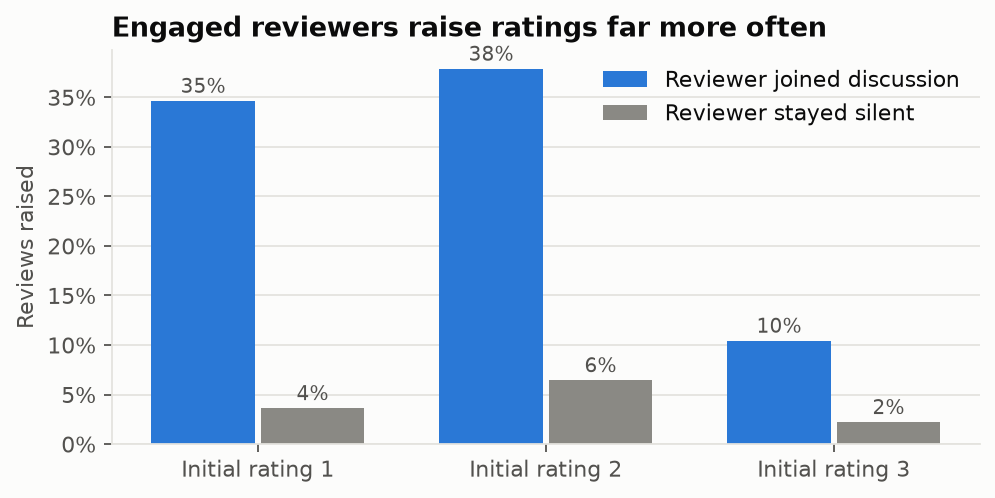 Engaged reviewers raise ratings far more often
Reviewer joined discussion
Reviewer stayed silent
Reviews raised
35%
30%
25%
20%
15%
10%
5%
0%
35%
4%
38%
6%
10%
2%
Initial rating 1
Initial rating 2
Initial rating 3